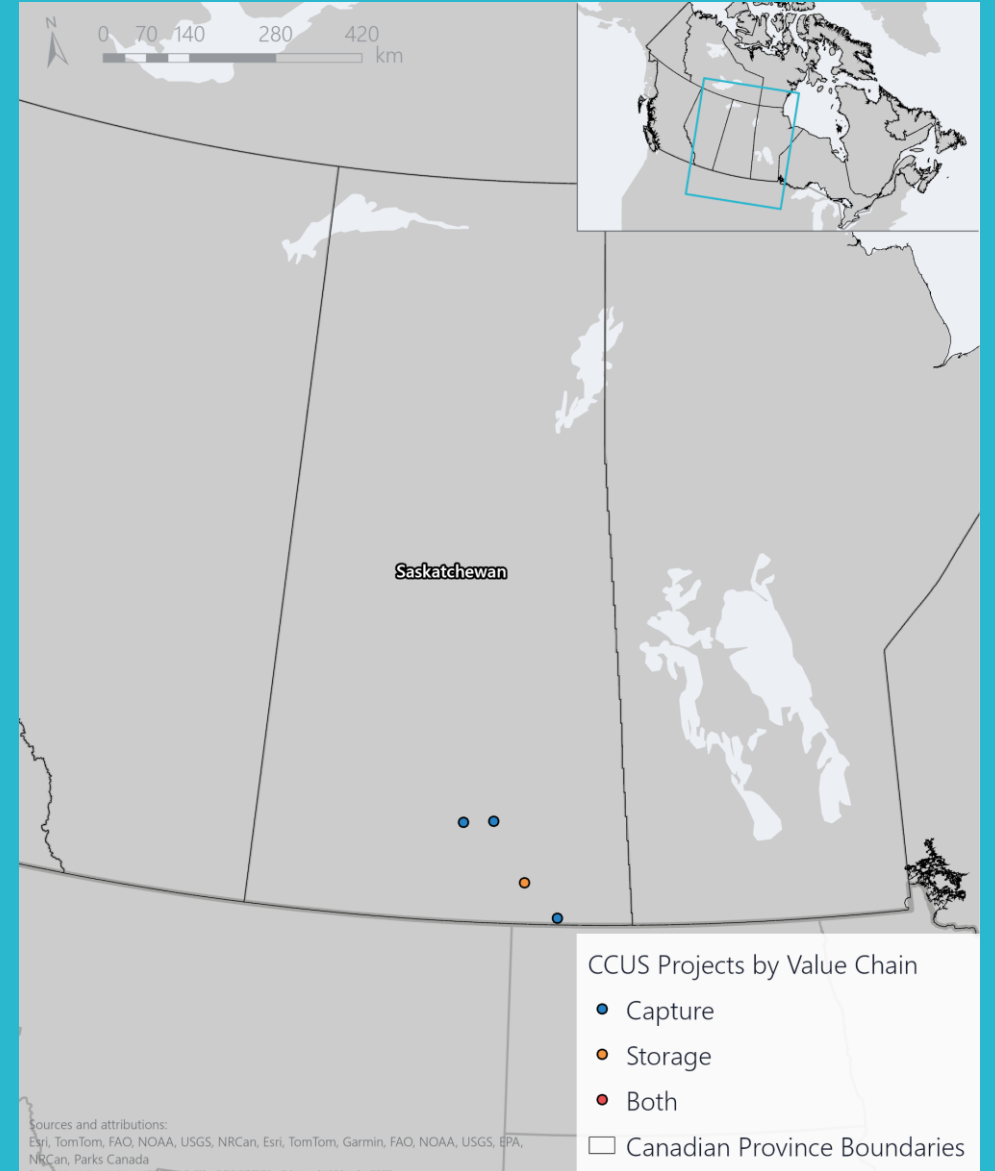 N
0 70 140 280 420
km
Saskatchewan
CCUS Projects by Value Chain
Capture
Storage
Both
Canadian Province Boundaries
Sources and attributions:
Esri, TomTom, FAO, NOAA, USGS, NRCan, Esri, TomTom, Garmin, FAO, NOAA, USGS, EPA,
NRCan, Parks Canada